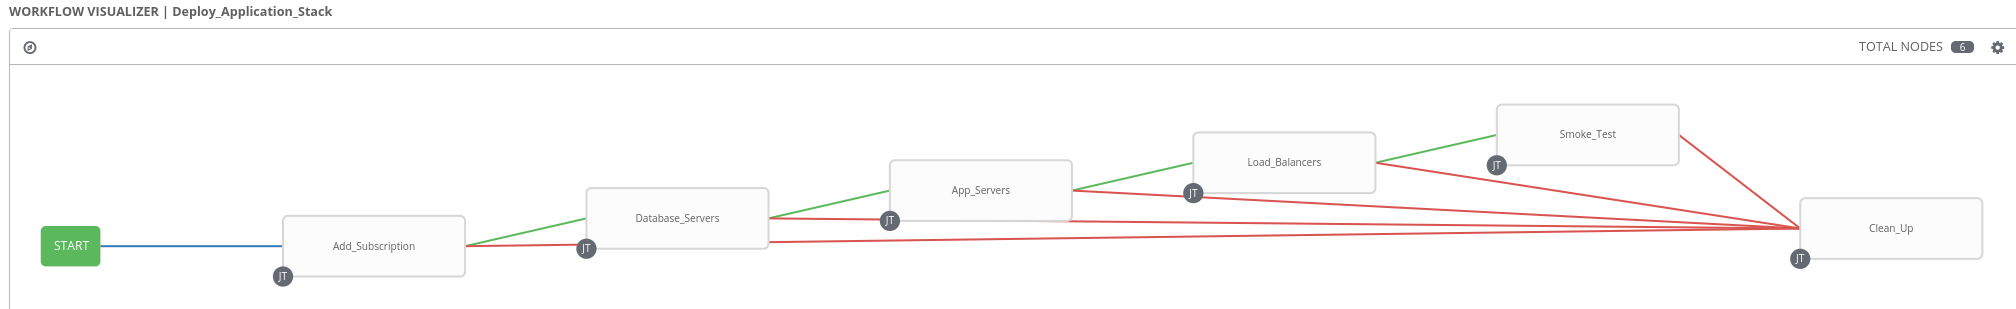 WORKFLOW VISUALIZER | Deploy_Application_Stack
TOTAL NODES 6
START
Add_Subscription
JT
Database_Servers
JT
App_Servers
JT
Load_Balancers
JT
Smoke_Test
JT
Clean_Up
JT